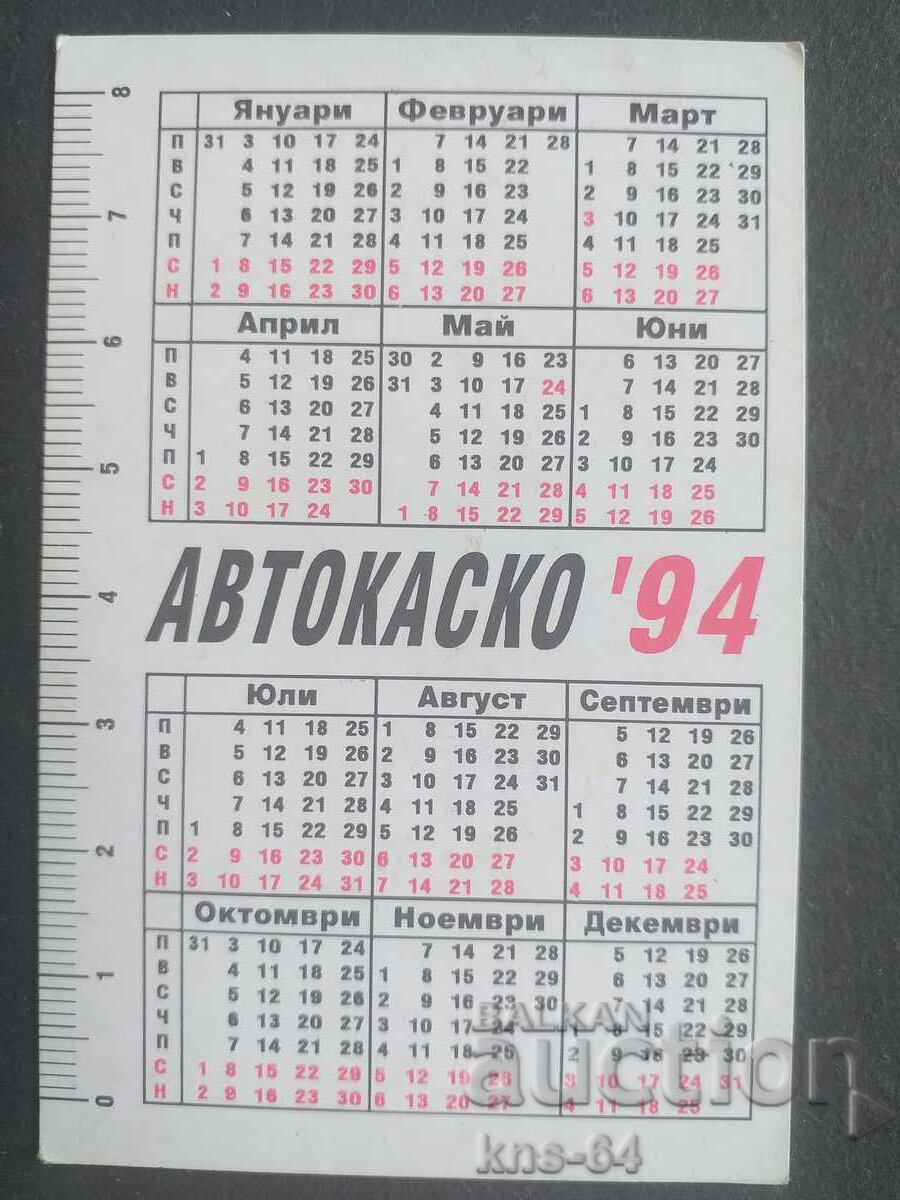 Януари Февруари Март
П 31 3 10 17 24 7 14 21 28 7 14 21 28
В 4 11 18 25 1 8 15 22 1 8 15 22 29
С 5 12 19 26 2 9 16 23 2 9 16 23 30
Ч 6 13 20 27 3 10 17 24 3 10 17 24 31
П 7 14 21 28 4 11 18 25 4 11 18 25
С 1 8 15 22 29 5 12 19 26 5 12 19 26
Н 2 9 16 23 30 6 13 20 27 6 13 20 27
Април Май Юни
П 4 11 18 25 30 2 9 16 23 6 13 20 27
В 5 12 19 26 31 3 10 17 24 7 14 21 28
С 6 13 20 27 4 11 18 25 1 8 15 22 29
Ч 7 14 21 28 5 12 19 26 2 9 16 23 30
П 1 8 15 22 29 6 13 20 27 3 10 17 24
С 2 9 16 23 30 7 14 21 28 4 11 18 25
Н 3 10 17 24 1 8 15 22 29 5 12 19 26
АВТОКАСКО '94
Юли Август Септември
П 4 11 18 25 1 8 15 22 29 5 12 19 26
В 5 12 19 26 2 9 16 23 30 6 13 20 27
С 6 13 20 27 3 10 17 24 31 7 14 21 28
Ч 7 14 21 28 4 11 18 25 1 8 15 22 29
П 1 8 15 22 29 5 12 19 26 2 9 16 23 30
С 2 9 16 23 30 6 13 20 27 3 10 17 24
Н 3 10 17 24 31 7 14 21 28 4 11 18 25
Октомври Ноември Декември
П 31 3 10 17 24 7 14 21 28 5 12 19 26
В 4 11 18 25 1 8 15 22 29 6 13 20 27
С 5 12 19 26 2 9 16 23 30 7 14 21 28
Ч 6 13 20 27 3 10 17 24 1 8 15 22 29
П 7 14 21 28 4 11 18 25 2 9 16 23 30
С 1 8 15 22 29 5 12 19 26 3 10 17 24 31
Н 2 9 16 23 30 6 13 20 27 4 11 18 25
8
7
6
5
4
3
2
1
0
BALKAN
auction
kns-64